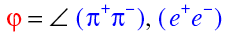 φ = ∠ (π⁺π⁻), (e⁺e⁻)